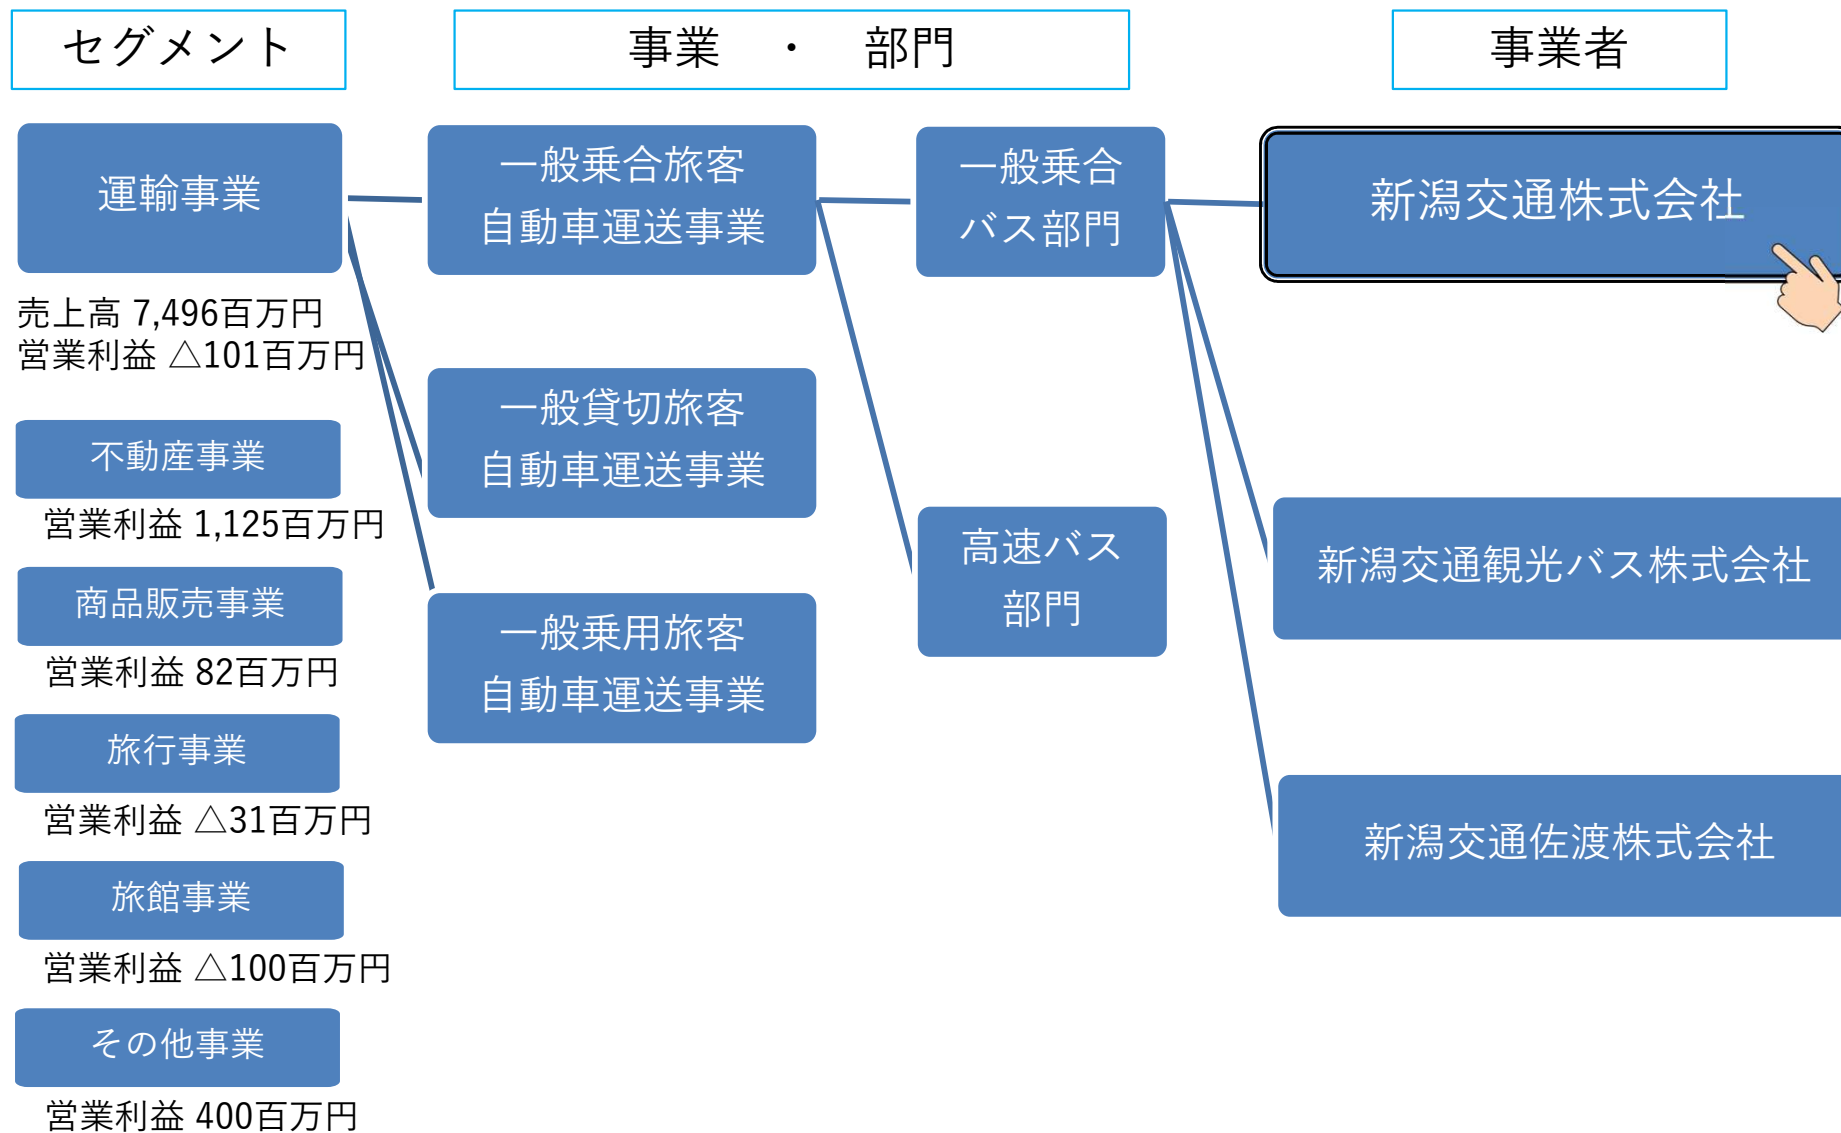 セグメント
事業 ・ 部門
事業者
運輸事業
売上高 7,496百万円
営業利益 △101百万円
不動産事業
営業利益 1,125百万円
商品販売事業
営業利益 82百万円
旅行事業
営業利益 △31百万円
旅館事業
営業利益 △100百万円
その他事業
営業利益 400百万円
一般乗合旅客
自動車運送事業
一般貸切旅客
自動車運送事業
一般乗用旅客
自動車運送事業
一般乗合
バス部門
高速バス
部門
新潟交通株式会社
新潟交通観光バス株式会社
新潟交通佐渡株式会社